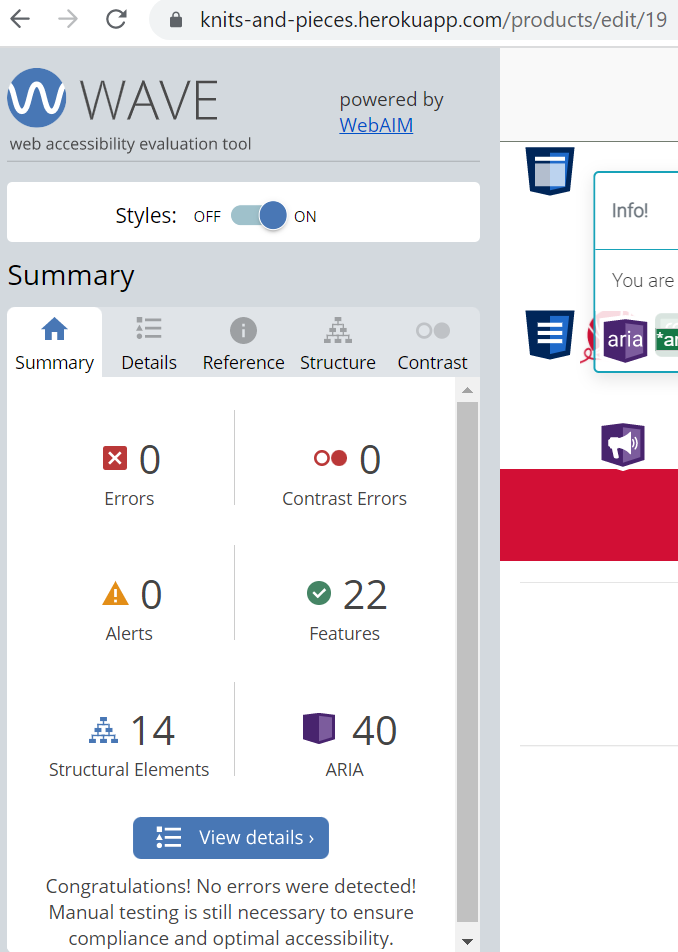 knits-and-pieces.herokuapp.com/products/edit/19
WAVE
web accessibility evaluation tool
powered by
WebAIM
Styles: OFF ON
Summary
Summary Details Reference Structure Contrast
0 0
Errors Contrast Errors
0 22
Alerts Features
14 40
Structural Elements ARIA
View details ›
Congratulations! No errors were detected!
Manual testing is still necessary to ensure
compliance and optimal accessibility.
Info!
You are
aria *ar